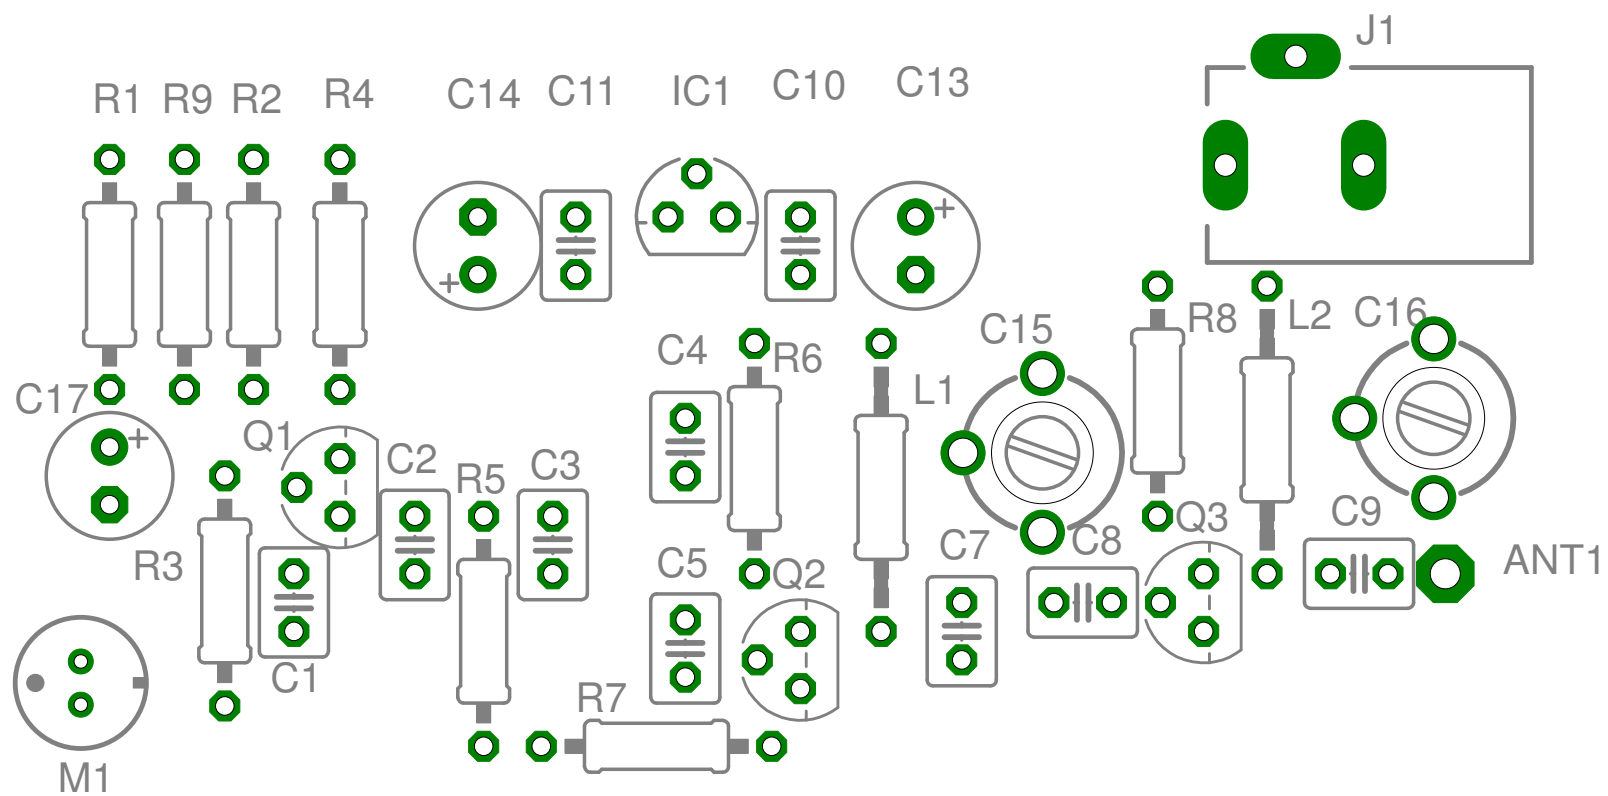 J1
R1 R9 R2 R4 C14 C11 IC1 C10 C13
C15 R8 L2 C16
C4 R6
C17 L1
Q1 C2 R5 C3
Q3 C9
R3 C5 Q2 C7 C8 ANT1
C1 R7
M1